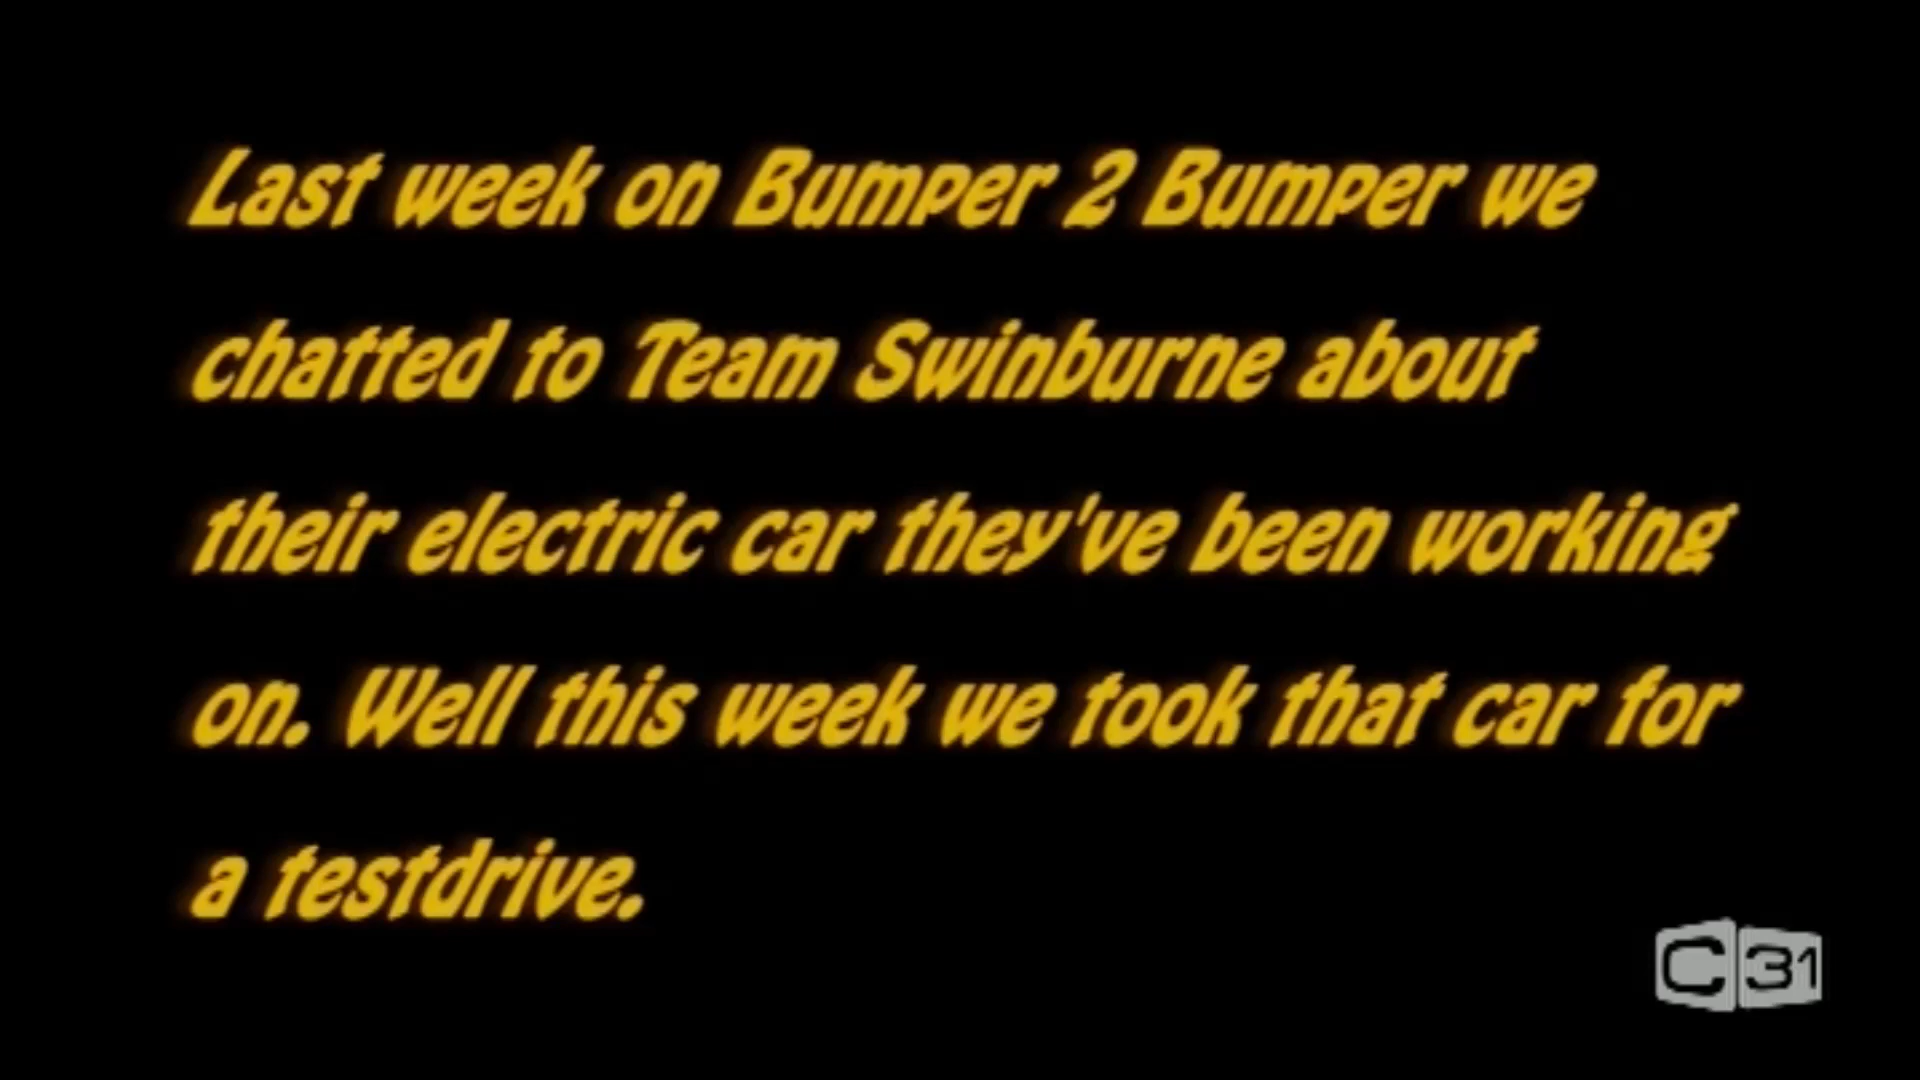 Last week on Bumper 2 Bumper we
chatted to Team Swinburne about
their electric car they've been working
on. Well this week we took that car for
a testdrive.
C 31